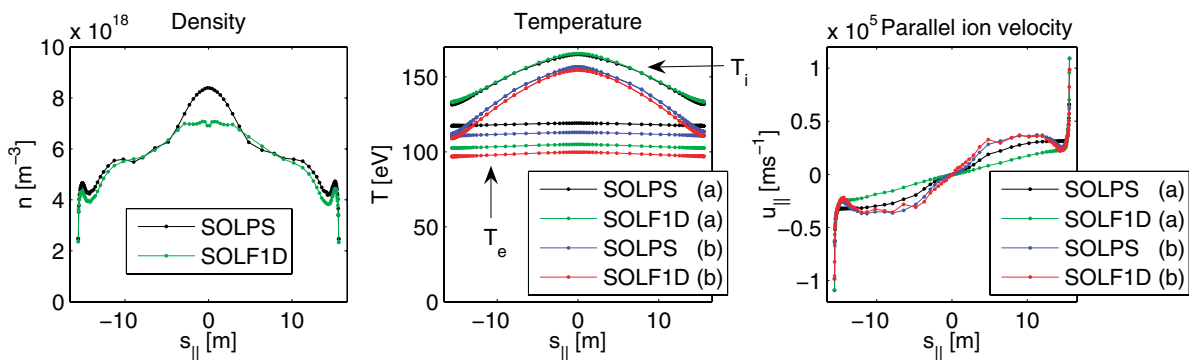 x 10^18 Density
10
8
6
4
2
0
n [m^-3]
SOLPS
SOLF1D
−10 0 10
s_|| [m]
Temperature
150
100
50
0
T [eV]
T_i
T_e
SOLPS (a)
SOLF1D (a)
SOLPS (b)
SOLF1D (b)
−10 0 10
s_|| [m]
x 10^5 Parallel ion velocity
1
0.5
0
−0.5
−1
u_|| [ms^-1]
SOLPS (a)
SOLF1D (a)
SOLPS (b)
SOLF1D (b)
−10 0 10
s_|| [m]